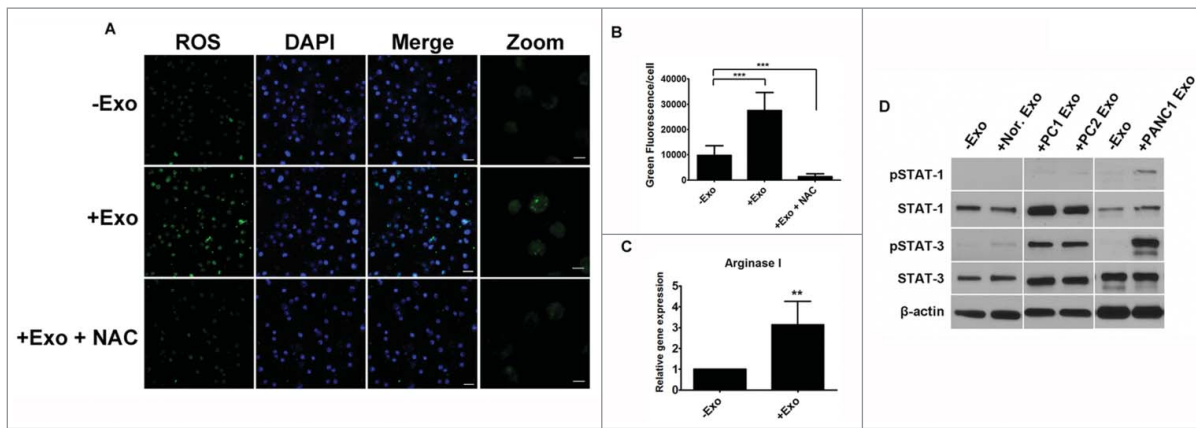 A
ROS DAPI Merge Zoom
-Exo
+Exo
+Exo + NAC
B
***
***
Green Fluorescence/cell
40000
30000
20000
10000
0
-Exo +Exo +Exo + NAC
C
Arginase I
**
Relative gene expression
5
4
3
2
1
0
-Exo +Exo
D
-Exo +Nor. Exo +PC1 Exo +PC2 Exo -Exo +PANC1 Exo
pSTAT-1
STAT-1
pSTAT-3
STAT-3
β-actin